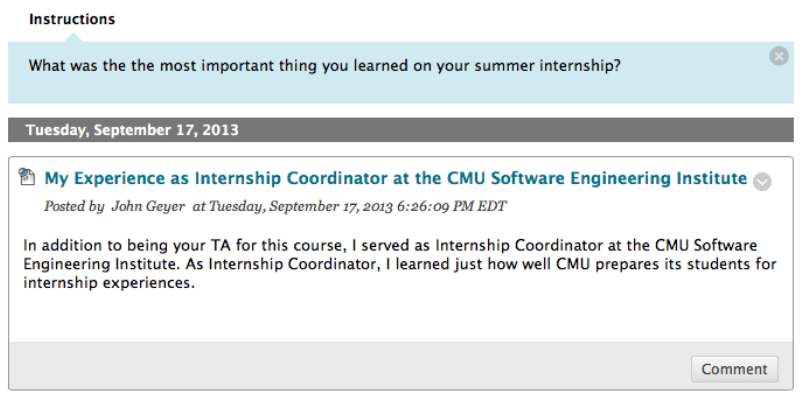 Instructions
What was the the most important thing you learned on your summer internship?
Tuesday, September 17, 2013
My Experience as Internship Coordinator at the CMU Software Engineering Institute
Posted by John Geyer at Tuesday, September 17, 2013 6:26:09 PM EDT
In addition to being your TA for this course, I served as Internship Coordinator at the CMU Software
Engineering Institute. As Internship Coordinator, I learned just how well CMU prepares its students for
internship experiences.
Comment